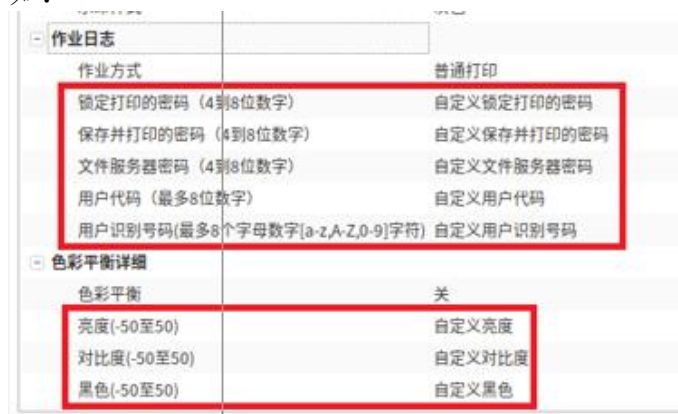 作业日志
作业方式 普通打印
锁定打印的密码（4到8位数字） 自定义锁定打印的密码
保存并打印的密码（4到8位数字） 自定义保存并打印的密码
文件服务器密码（4到8位数字） 自定义文件服务器密码
用户代码（最多8位数字） 自定义用户代码
用户识别号码(最多8个字母数字[a-z,A-Z,0-9]字符) 自定义用户识别号码
色彩平衡详细
色彩平衡 关
亮度(-50至50) 自定义亮度
对比度(-50至50) 自定义对比度
黑色(-50至50) 自定义黑色